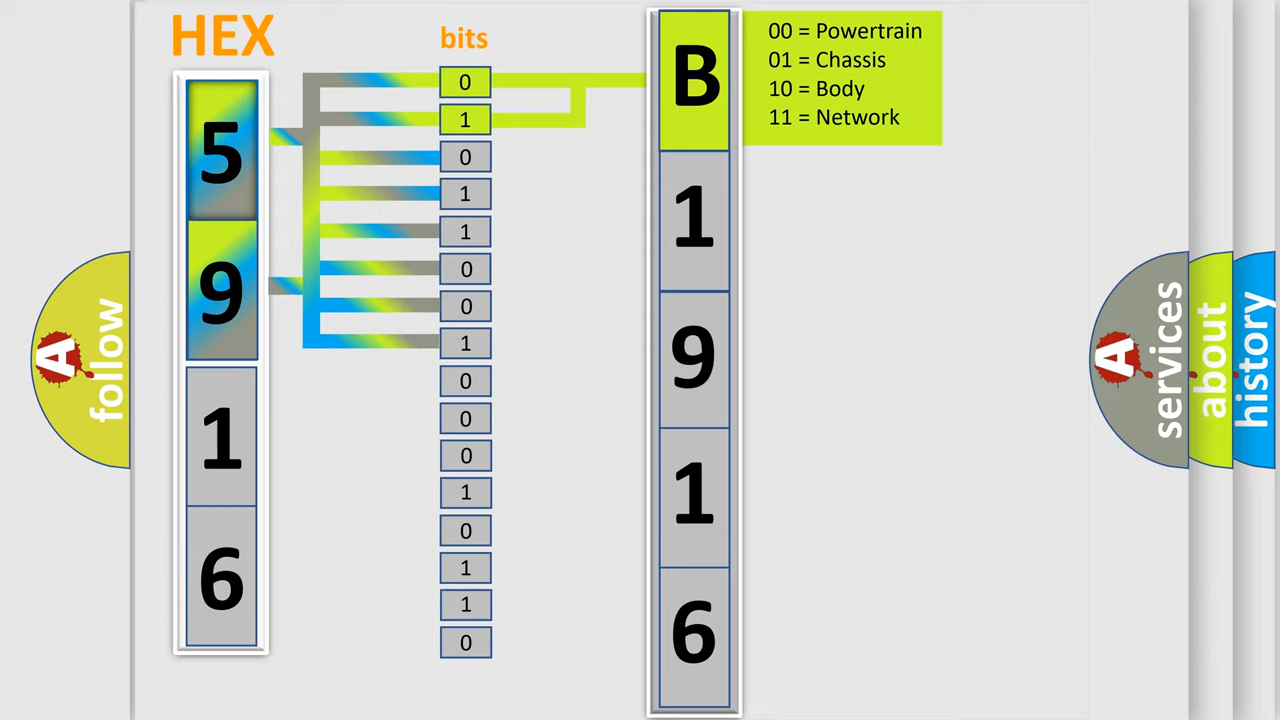 HEX
bits
5
9
1
6
0
1
0
1
1
0
0
1
0
0
0
1
0
1
1
0
B
1
9
1
6
00 = Powertrain
01 = Chassis
10 = Body
11 = Network
A
follow
A
services
about
history